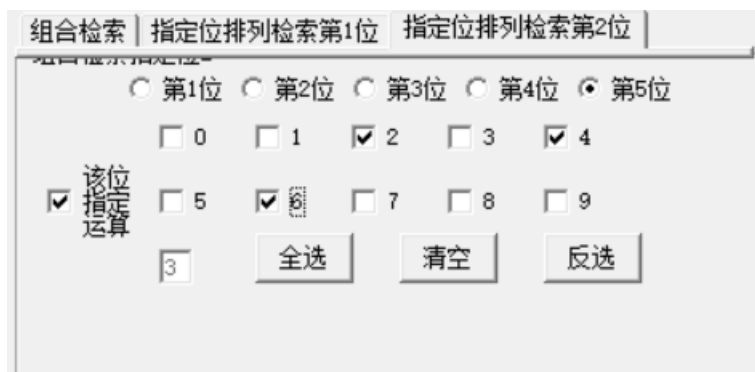 组合检索 指定位排列检索第1位 指定位排列检索第2位
第1位 第2位 第3位 第4位 第5位
0 1 2 3 4
该位
指定
运算
5 6 7 8 9
3 全选 清空 反选